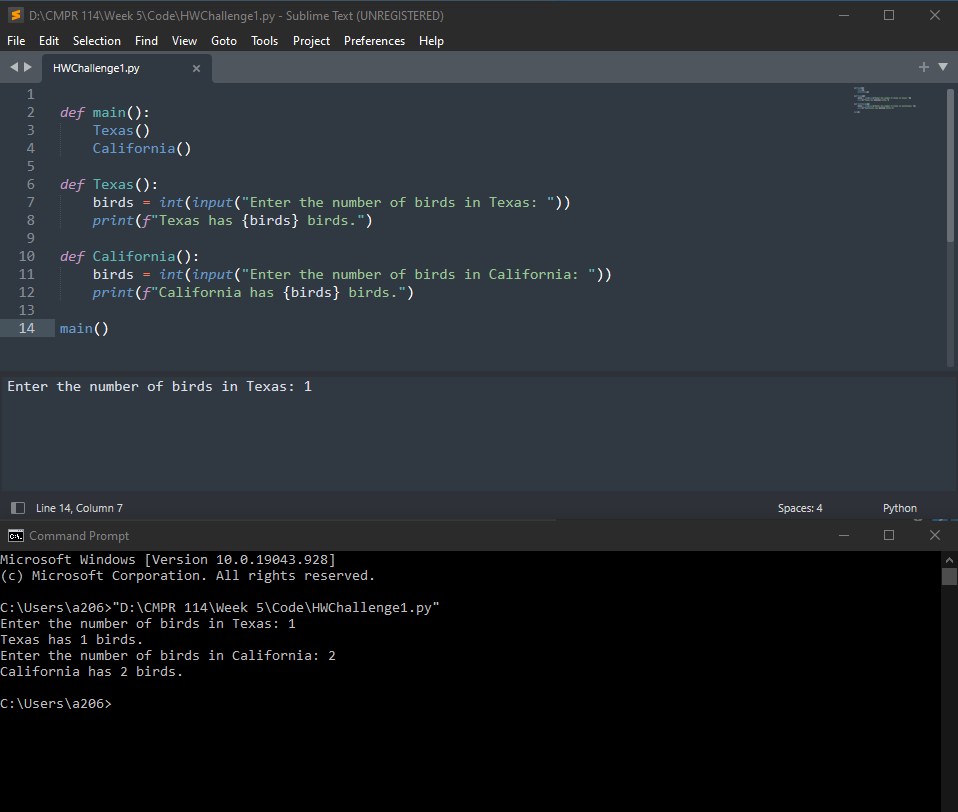 D:\CMPR 114\Week 5\Code\HWChallenge1.py - Sublime Text (UNREGISTERED)
File Edit Selection Find View Goto Tools Project Preferences Help
HWChallenge1.py
1
2 def main():
3     Texas()
4     California()
5
6 def Texas():
7     birds = int(input("Enter the number of birds in Texas: "))
8     print(f"Texas has {birds} birds.")
9
10 def California():
11     birds = int(input("Enter the number of birds in California: "))
12     print(f"California has {birds} birds.")
13
14 main()
Enter the number of birds in Texas: 1
Line 14, Column 7 Spaces: 4 Python
Command Prompt
Microsoft Windows [Version 10.0.19043.928]
(c) Microsoft Corporation. All rights reserved.
C:\Users\a206>"D:\CMPR 114\Week 5\Code\HWChallenge1.py"
Enter the number of birds in Texas: 1
Texas has 1 birds.
Enter the number of birds in California: 2
California has 2 birds.
C:\Users\a206>